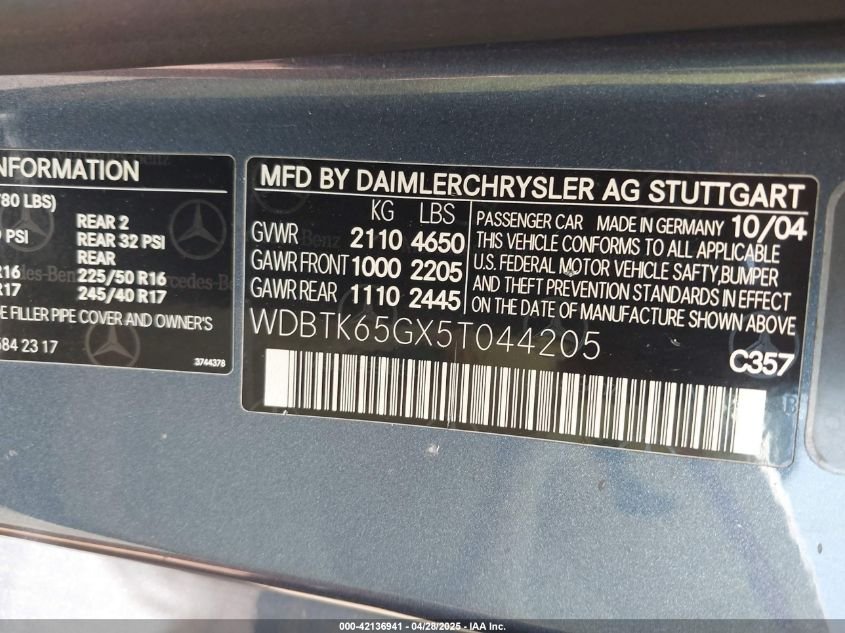 INFORMATION
780 LBS)
PSI
R16
R17
REAR 2
REAR 32 PSI
REAR
225/50 R16
245/40 R17
FILLER PIPE COVER AND OWNER'S
584 23 17
3744378
MFD BY DAIMLERCHRYSLER AG STUTTGART
KG LBS
GVWR 2110 4650
GAWR FRONT 1000 2205
GAWR REAR 1110 2445
PASSENGER CAR MADE IN GERMANY 10/04
THIS VEHICLE CONFORMS TO ALL APPLICABLE
U.S. FEDERAL MOTOR VEHICLE SAFTY,BUMPER
AND THEFT PREVENTION STANDARDS IN EFFECT
ON THE DATE OF MANUFACTURE SHOWN ABOVE
WDBTK65GX5T044205
C357
000-42136941 - 04/28/2025 - IAA Inc.